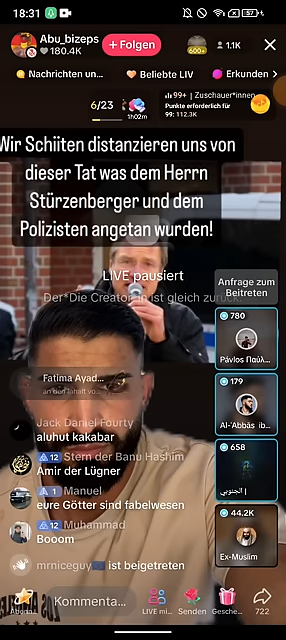 18:31
Abu_bizeps
180.4K
+ Folgen
600+
1.1K
Nachrichten un...
Beliebte LIV
Erkunden >
6/23
1h02m
99+ | Zuschauer*innen
Punkte erforderlich für
99: 112.3K
Wir Schiiten distanzieren uns von
dieser Tat was dem Herrn
Stürzenberger und dem
Polizisten angetan wurden!
LIVE pausiert
Der*Die Creator*in ist gleich zurück.
Anfrage zum
Beitreten
780
Pávlos Παύλ...
179
Al-Abbās ib...
658
الجنوبي |
44.2K
Ex-Muslim
Fatima Ayad...
Jack Daniel Fourty
aluhut kakabar
12 Stern der Banu Hashim
Amir der Lügner
1 Manuel
eure Götter sind fabelwesen
12 Muhammad
Booom
mrniceguy🇪🇺 ist beigetreten
Kommenta...
LIVE mi...
Senden
Gesche...
722